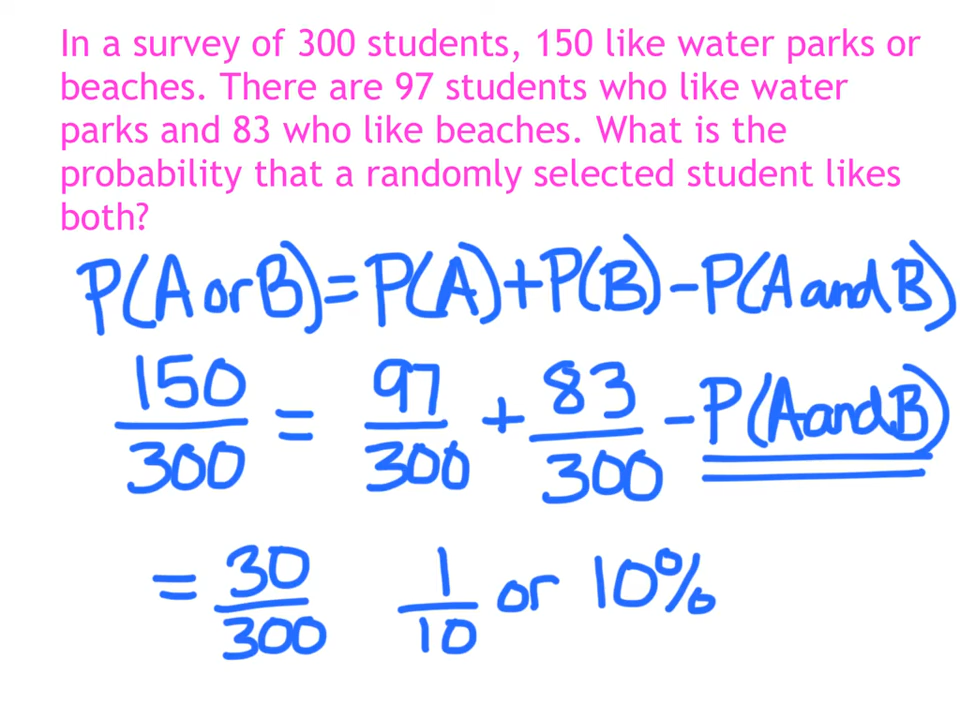 In a survey of 300 students, 150 like water parks or
beaches. There are 97 students who like water
parks and 83 who like beaches. What is the
probability that a randomly selected student likes
both?
P(A or B) = P(A) + P(B) - P(A and B)
150/300 = 97/300 + 83/300 - P(A and B)
= 30/300 1/10 or 10%